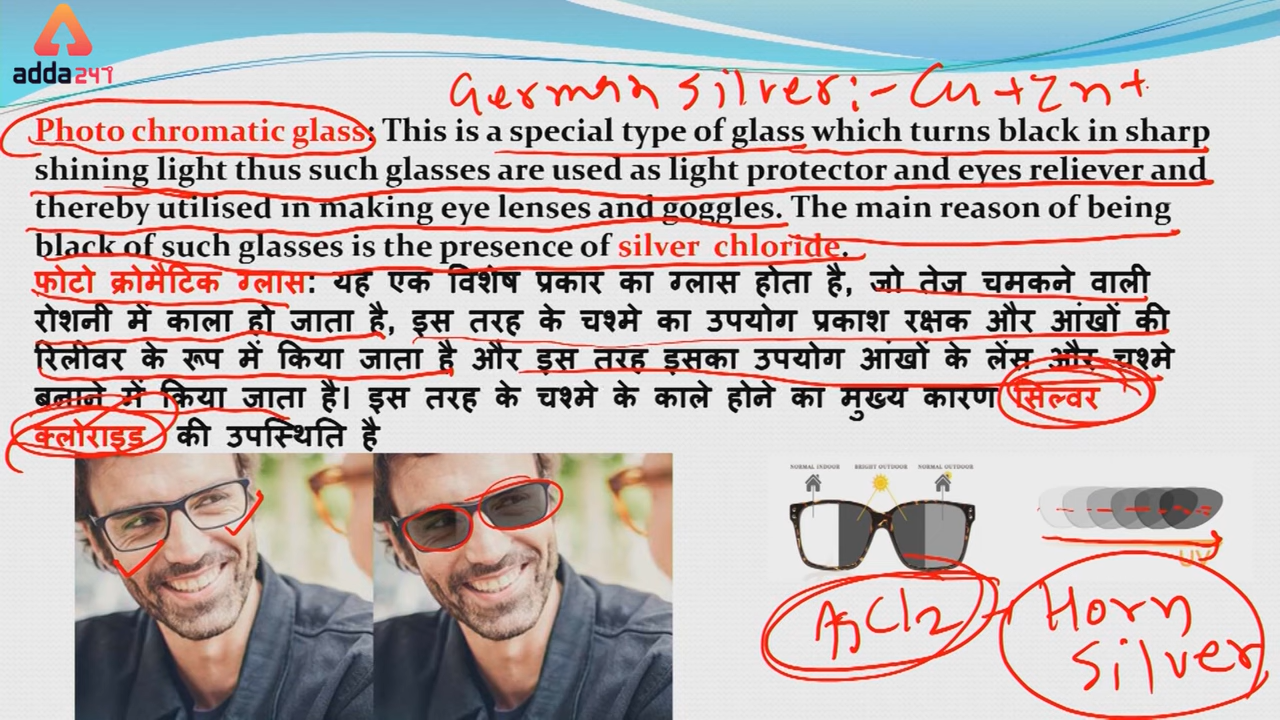 adda247
German silver:- Cu + Zn +
Photo chromatic glass: This is a special type of glass which turns black in sharp
shining light thus such glasses are used as light protector and eyes reliever and
thereby utilised in making eye lenses and goggles. The main reason of being
black of such glasses is the presence of silver chloride.
फोटो क्रोमैटिक ग्लास: यह एक विशेष प्रकार का ग्लास होता है, जो तेज चमकने वाली
रोशनी में काला हो जाता है, इस तरह के चश्मे का उपयोग प्रकाश रक्षक और आंखों की
रिलीवर के रूप में किया जाता है और इस तरह इसका उपयोग आंखों के लेंस और चश्मे
बनाने में किया जाता है। इस तरह के चश्मे के काले होने का मुख्य कारण सिल्वर
क्लोराइड की उपस्थिति है
NORMAL INDOOR BRIGHT OUTDOOR NORMAL OUTDOOR
UV
AgCl2 → Horn
Silver